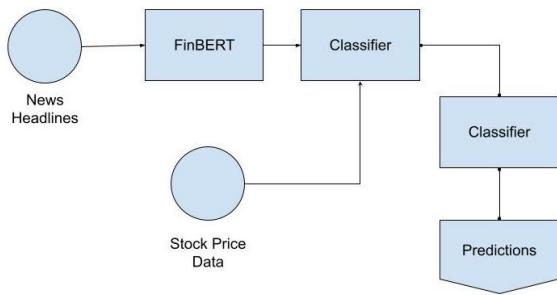 FinBERT
Classifier
News
Headlines
Classifier
Stock Price
Data
Predictions